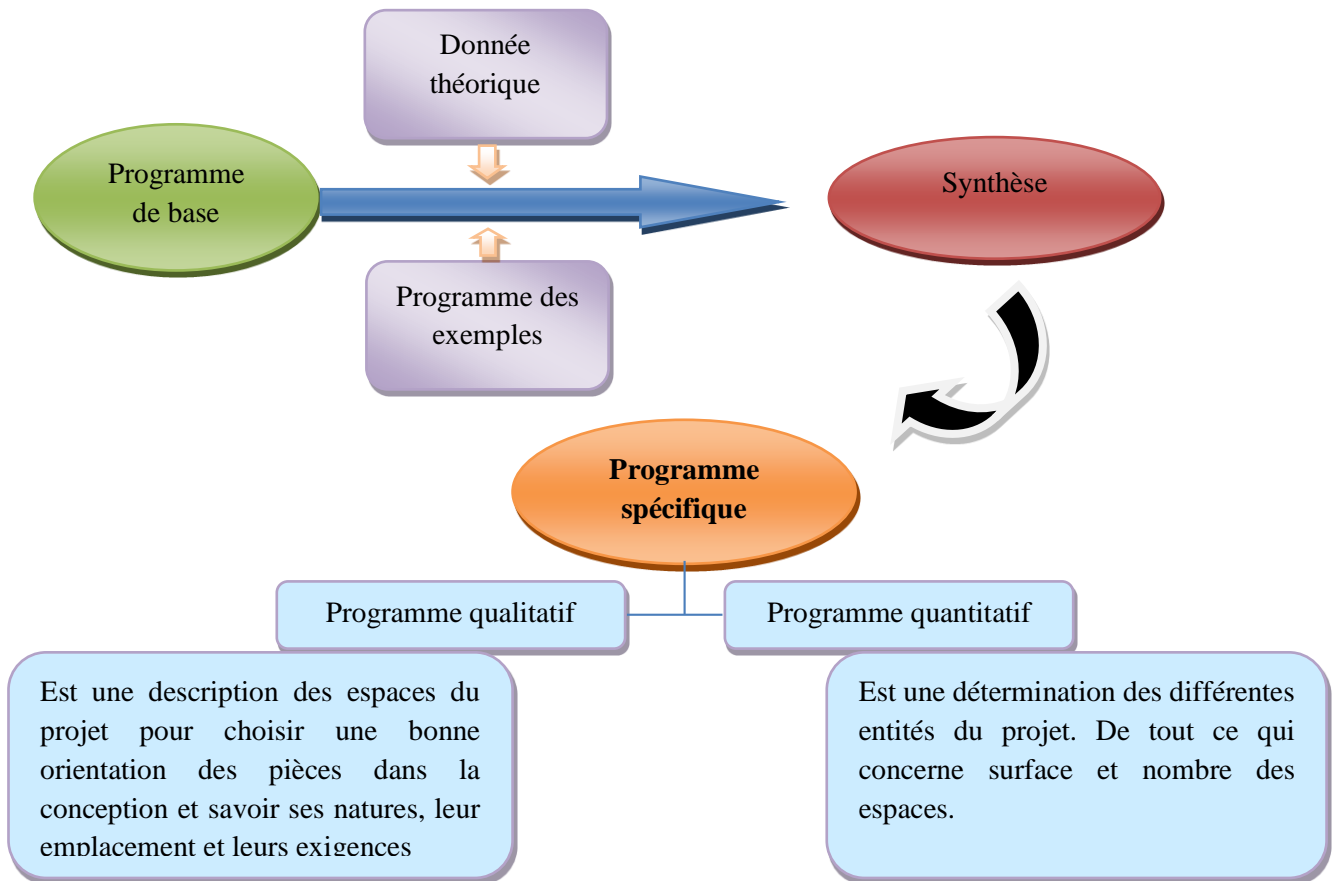 Donnée
théorique
Programme
de base
Synthèse
Programme des
exemples
Programme
spécifique
Programme qualitatif
Programme quantitatif
Est une description des espaces du
projet pour choisir une bonne
orientation des pièces dans la
conception et savoir ses natures, leur
emplacement et leurs exigences
Est une détermination des différentes
entités du projet. De tout ce qui
concerne surface et nombre des
espaces.